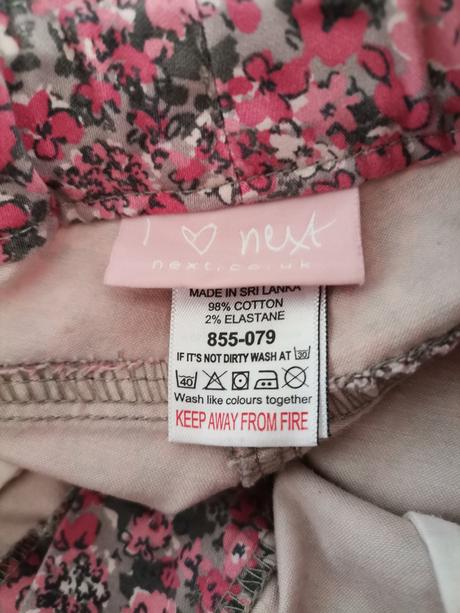 I ♡ next
next.co.uk
MADE IN SRI LANKA
98% COTTON
2% ELASTANE
855-079
IF IT'S NOT DIRTY WASH AT 30
40
Wash like colours together
KEEP AWAY FROM FIRE